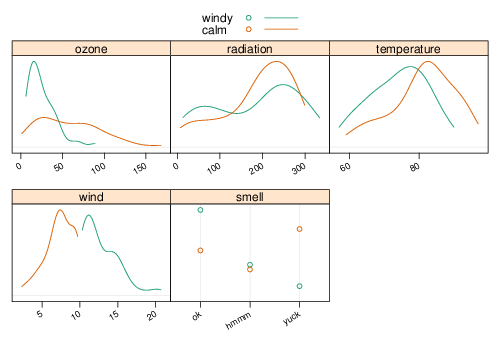 windy
calm
ozone radiation temperature
0 50 100 150 0 100 200 300 60 80
wind smell
5 10 15 20 ok hmmm yuck